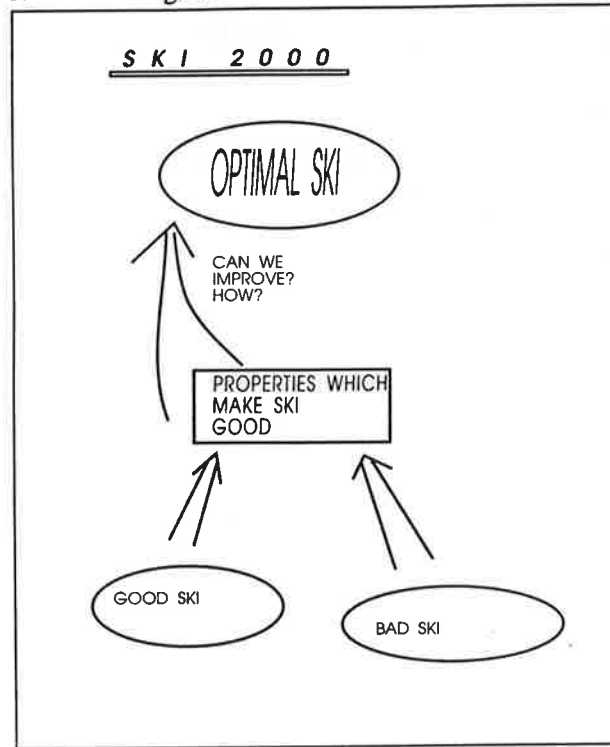 SKI 2000
OPTIMAL SKI
CAN WE
IMPROVE?
HOW?
PROPERTIES WHICH
MAKE SKI
GOOD
GOOD SKI
BAD SKI